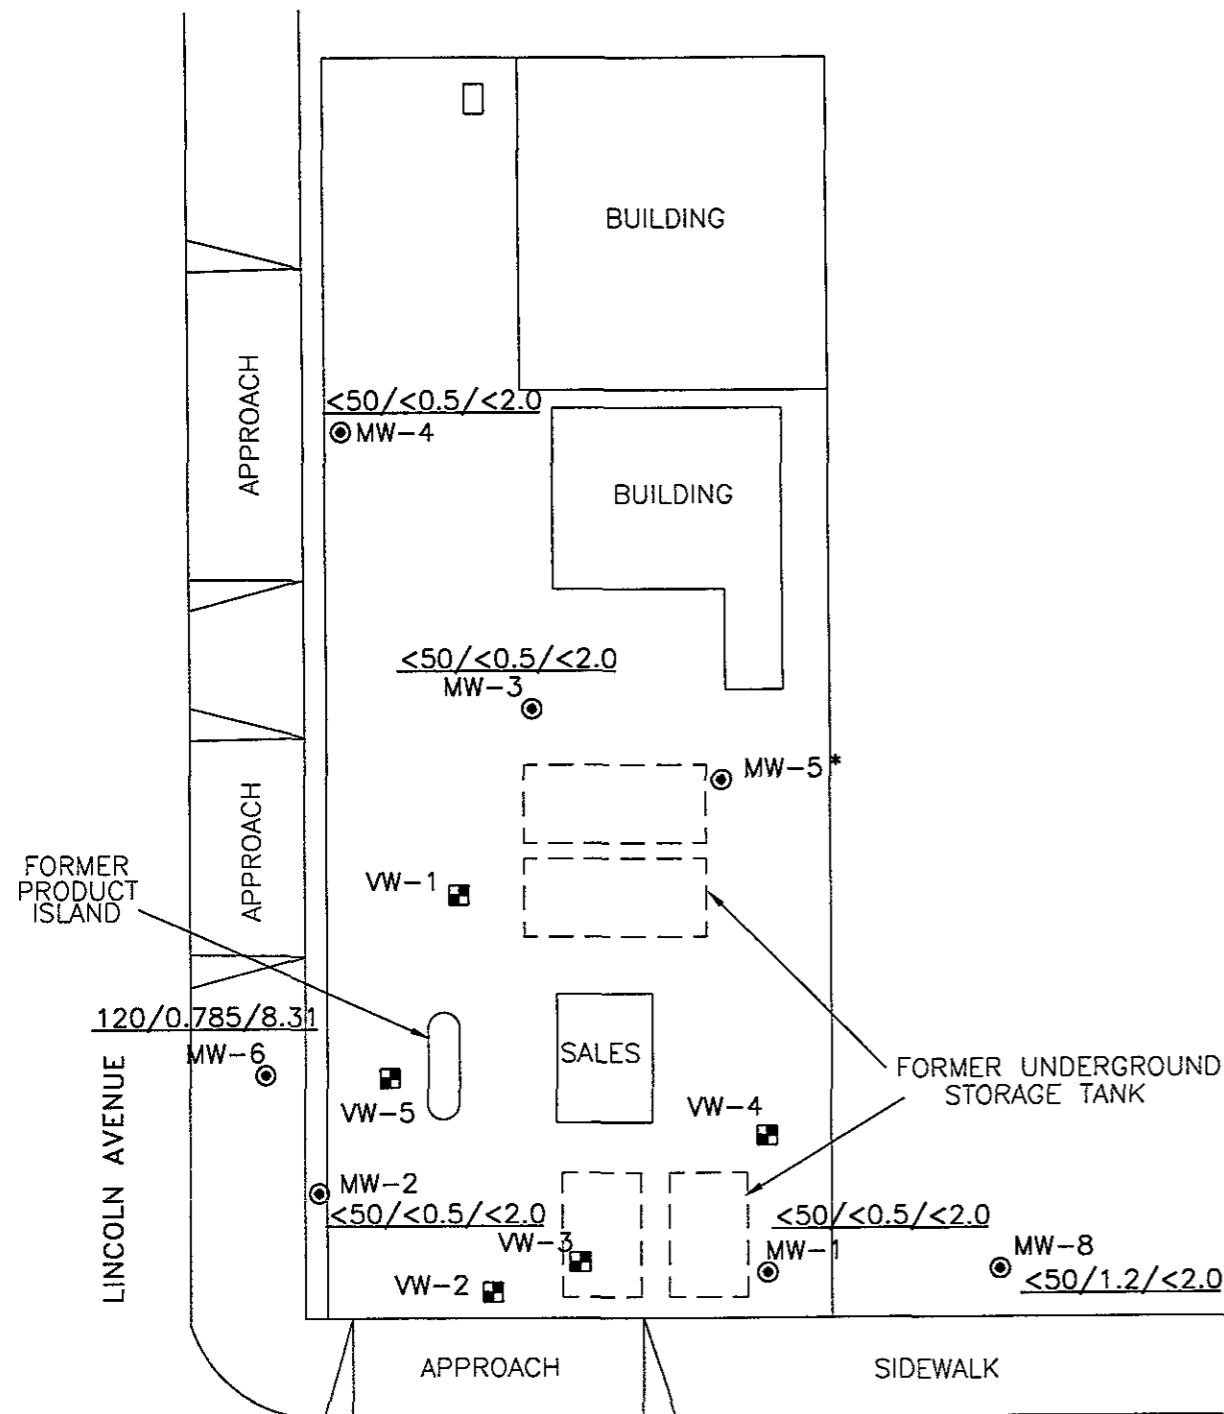 BUILDING
APPROACH
<50/<0.5/<2.0
MW-4
BUILDING
<50/<0.5/<2.0
MW-3
MW-5*
APPROACH
FORMER
PRODUCT
ISLAND
VW-1
120/0.785/8.31
MW-6
SALES
FORMER UNDERGROUND
STORAGE TANK
LINCOLN AVENUE
VW-5
VW-4
MW-2
<50/<0.5/<2.0
<50/<0.5/<2.0
VW-3
MW-1
MW-8
<50/1.2/<2.0
VW-2
APPROACH
SIDEWALK